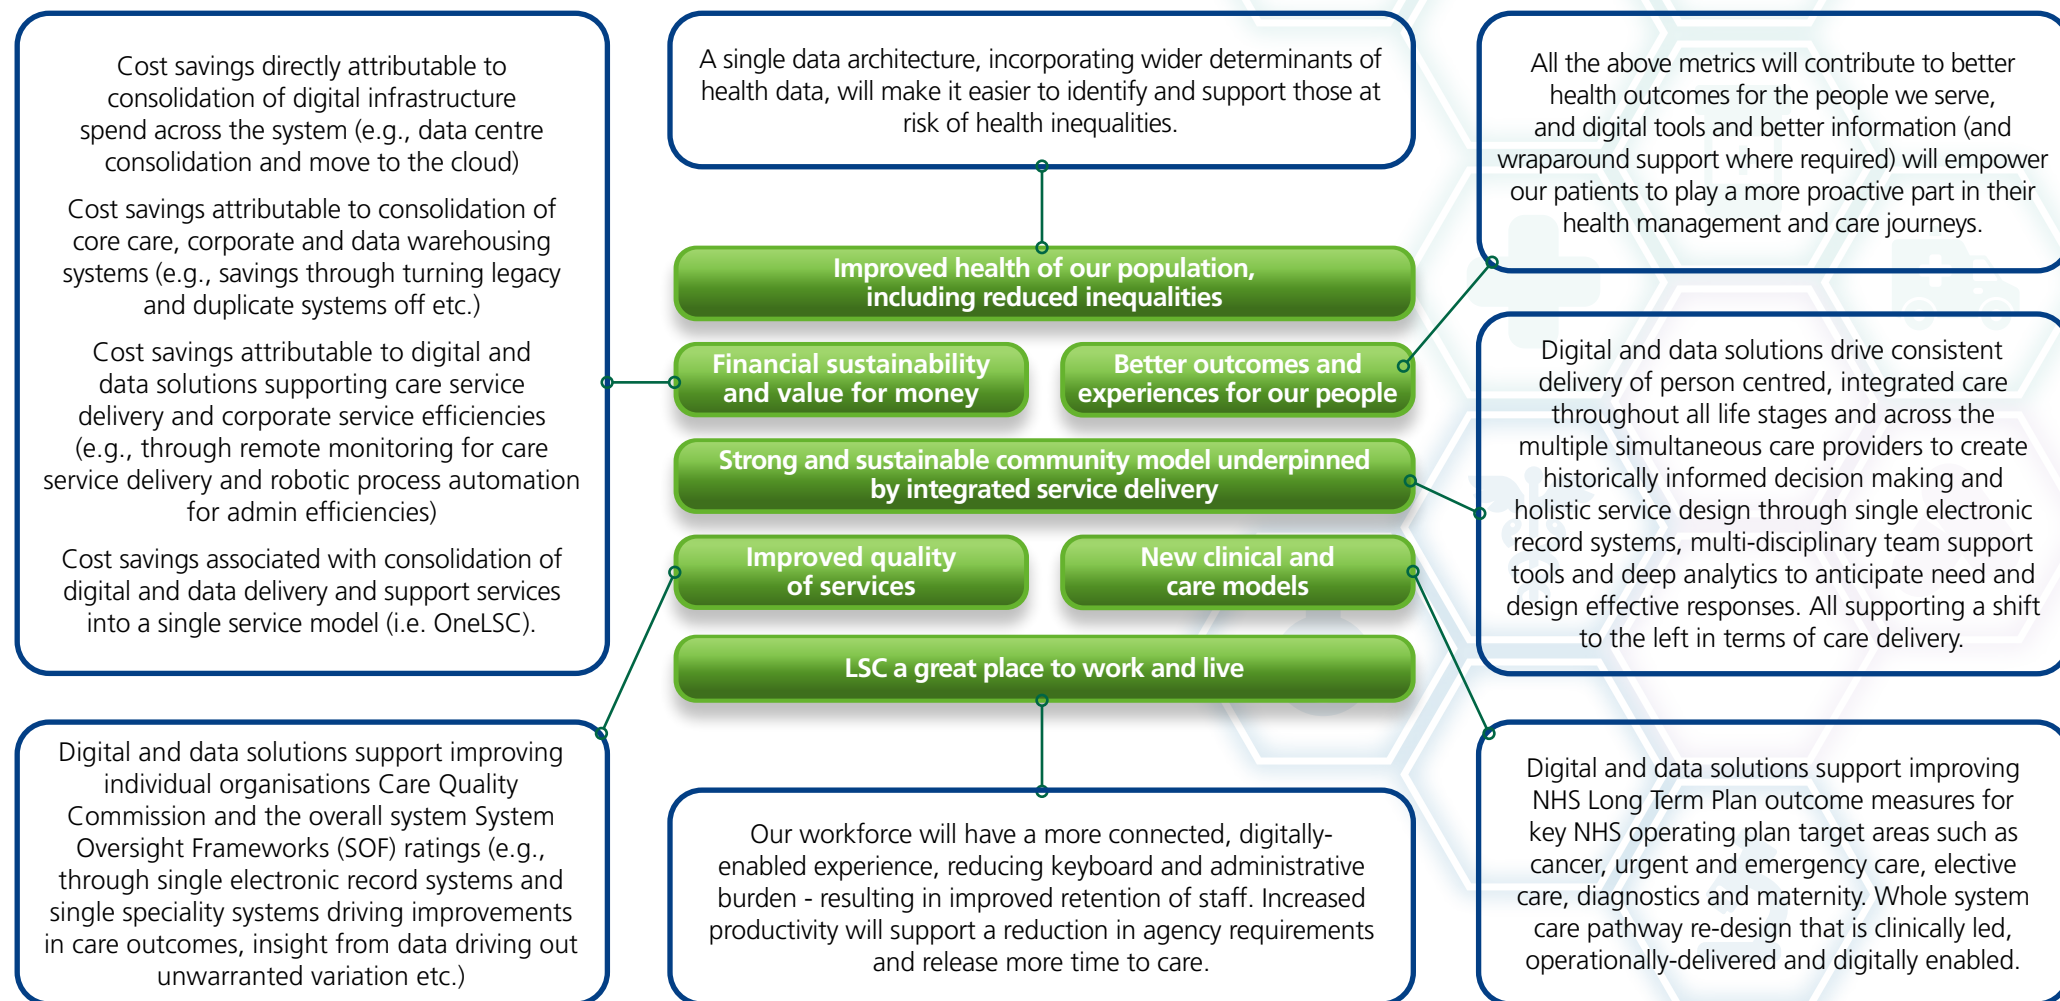 Cost savings directly attributable to
consolidation of digital infrastructure
spend across the system (e.g., data centre
consolidation and move to the cloud)
Cost savings attributable to consolidation of
core care, corporate and data warehousing
systems (e.g., savings through turning legacy
and duplicate systems off etc.)
Cost savings attributable to digital and
data solutions supporting care service
delivery and corporate service efficiencies
(e.g., through remote monitoring for care
service delivery and robotic process automation
for admin efficiencies)
Cost savings associated with consolidation of
digital and data delivery and support services
into a single service model (i.e. OneLSC).
A single data architecture, incorporating wider determinants of
health data, will make it easier to identify and support those at
risk of health inequalities.
All the above metrics will contribute to better
health outcomes for the people we serve,
and digital tools and better information (and
wraparound support where required) will empower
our patients to play a more proactive part in their
health management and care journeys.
Improved health of our population,
including reduced inequalities
Financial sustainability
and value for money
Better outcomes and
experiences for our people
Strong and sustainable community model underpinned
by integrated service delivery
Improved quality
of services
New clinical and
care models
LSC a great place to work and live
Digital and data solutions drive consistent
delivery of person centred, integrated care
throughout all life stages and across the
multiple simultaneous care providers to create
historically informed decision making and
holistic service design through single electronic
record systems, multi-disciplinary team support
tools and deep analytics to anticipate need and
design effective responses. All supporting a shift
to the left in terms of care delivery.
Digital and data solutions support improving
individual organisations Care Quality
Commission and the overall system System
Oversight Frameworks (SOF) ratings (e.g.,
through single electronic record systems and
single speciality systems driving improvements
in care outcomes, insight from data driving out
unwarranted variation etc.)
Our workforce will have a more connected, digitally-
enabled experience, reducing keyboard and administrative
burden - resulting in improved retention of staff. Increased
productivity will support a reduction in agency requirements
and release more time to care.
Digital and data solutions support improving
NHS Long Term Plan outcome measures for
key NHS operating plan target areas such as
cancer, urgent and emergency care, elective
care, diagnostics and maternity. Whole system
care pathway re-design that is clinically led,
operationally-delivered and digitally enabled.